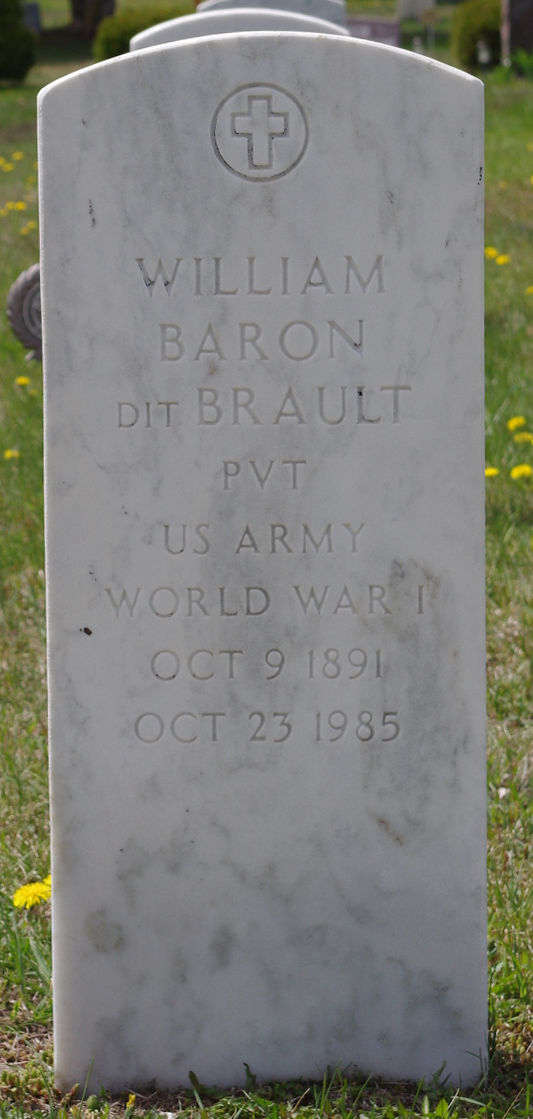 WILLIAM
BARON
DIT BRAULT
PVT
US ARMY
WORLD WAR I
OCT 9 1891
OCT 23 1985